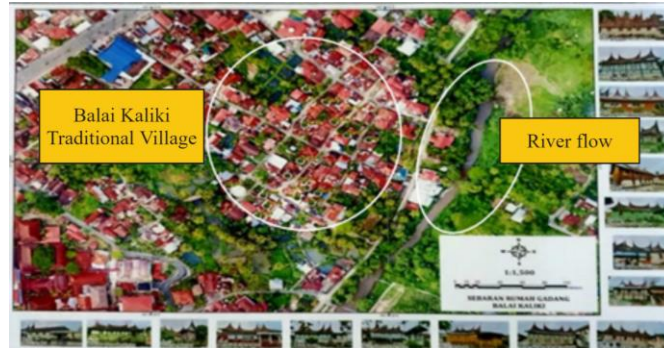 Balai Kaliki
Traditional Village
River flow
1:1,500
SEBARAN RUMAH GADANG
BALAI KALIKI